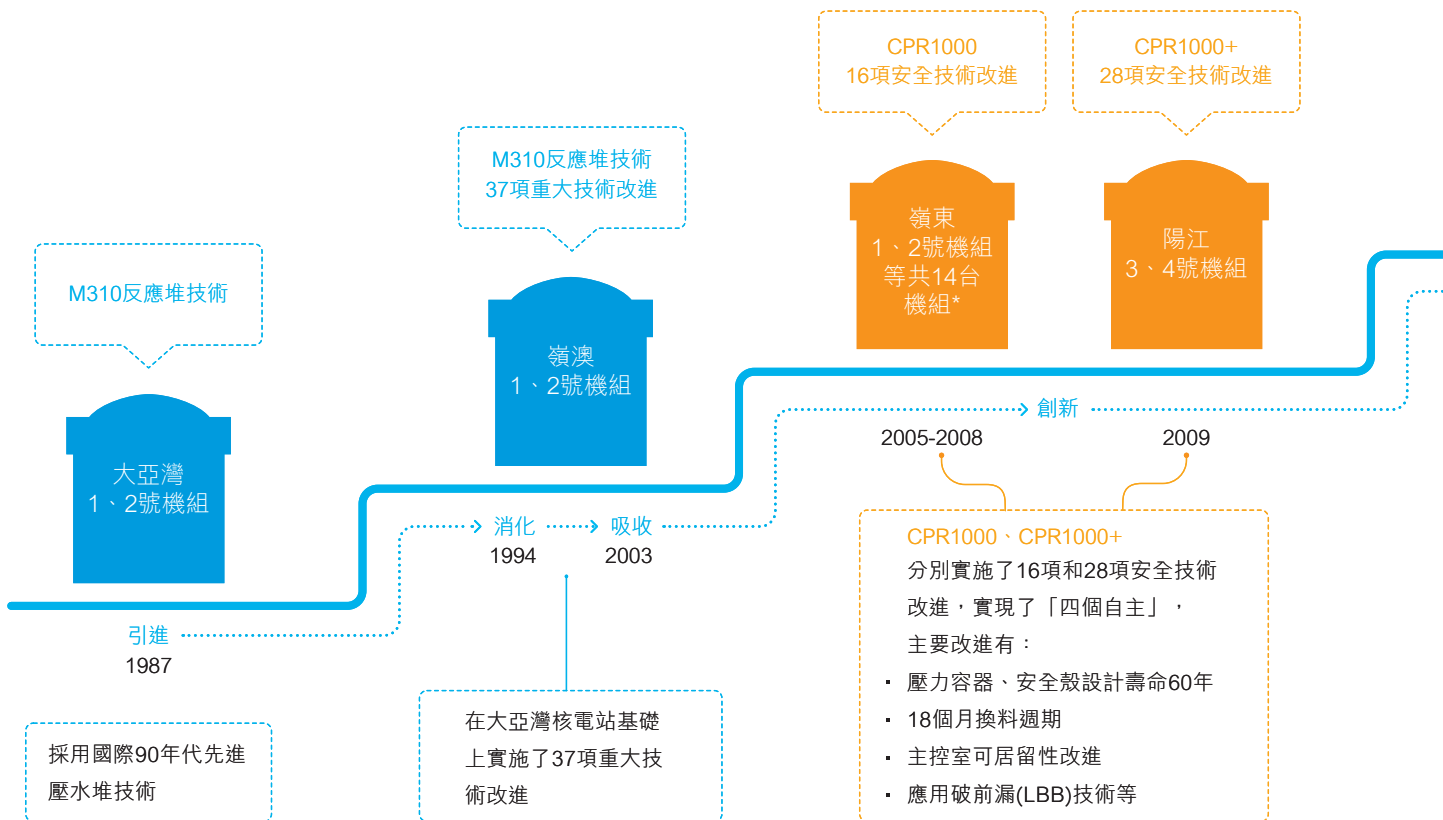 M310反應堆技術
大亞灣
1、2號機組
引進
1987
採用國際90年代先進
壓水堆技術
M310反應堆技術
37項重大技術改進
嶺澳
1、2號機組
消化
1994
吸收
2003
在大亞灣核電站基礎
上實施了37項重大技
術改進
CPR1000
16項安全技術改進
嶺東
1、2號機組
等共14台
機組*
CPR1000+
28項安全技術改進
陽江
3、4號機組
創新
2005-2008
2009
CPR1000、CPR1000+
分別實施了16項和28項安全技術
改進，實現了「四個自主」，
主要改進有：
▪ 壓力容器、安全殼設計壽命60年
▪ 18個月換料週期
▪ 主控室可居留性改進
▪ 應用破前漏(LBB)技術等